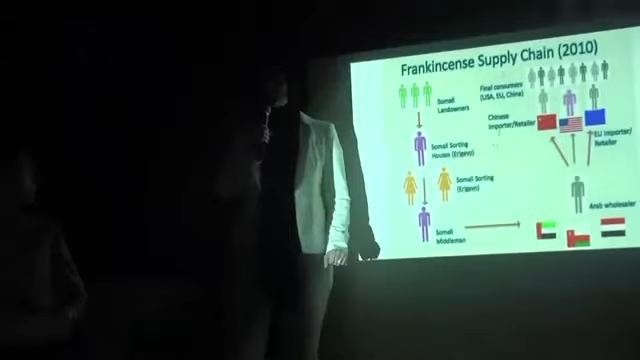 Frankincense Supply Chain (2010)
Final consumers
(USA, EU, China)
Somali
Landowners
Chinese
Importer/Retailer
EU Importer/
Retailer
Somali Sorting
Houses (Erigavo)
Somali Sorting
(Erigavo)
Arab wholesaler
Somali
Middleman